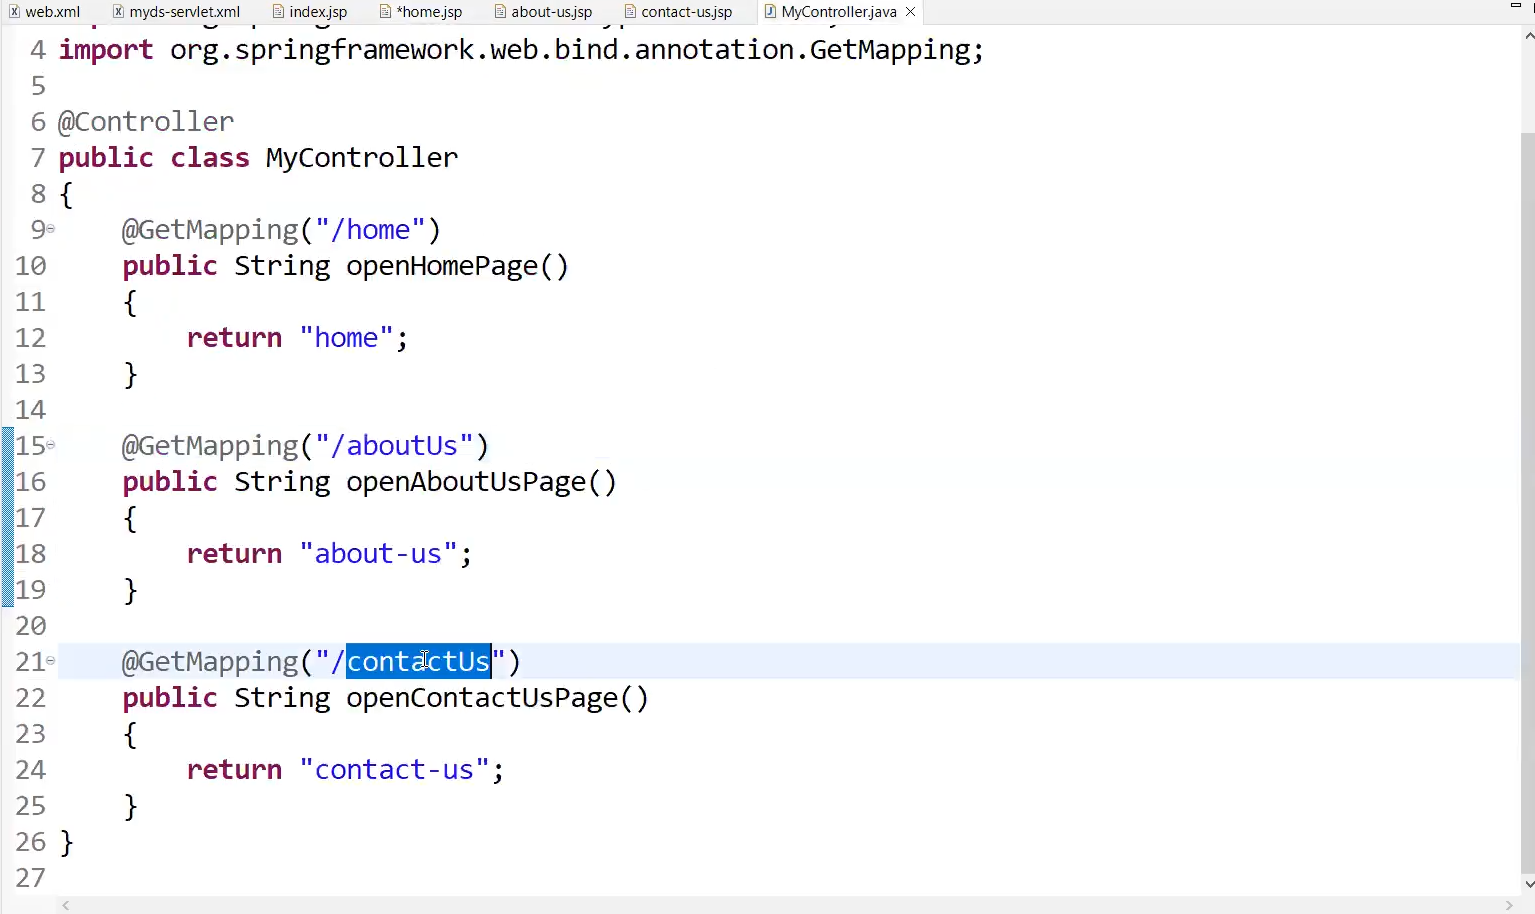 web.xml myds-servlet.xml index.jsp *home.jsp about-us.jsp contact-us.jsp MyController.java
4 import org.springframework.web.bind.annotation.GetMapping;
5
6 @Controller
7 public class MyController
8 {
9 @GetMapping("/home")
10 public String openHomePage()
11 {
12 return "home";
13 }
14
15 @GetMapping("/aboutUs")
16 public String openAboutUsPage()
17 {
18 return "about-us";
19 }
20
21 @GetMapping("/contactUs")
22 public String openContactUsPage()
23 {
24 return "contact-us";
25 }
26 }
27